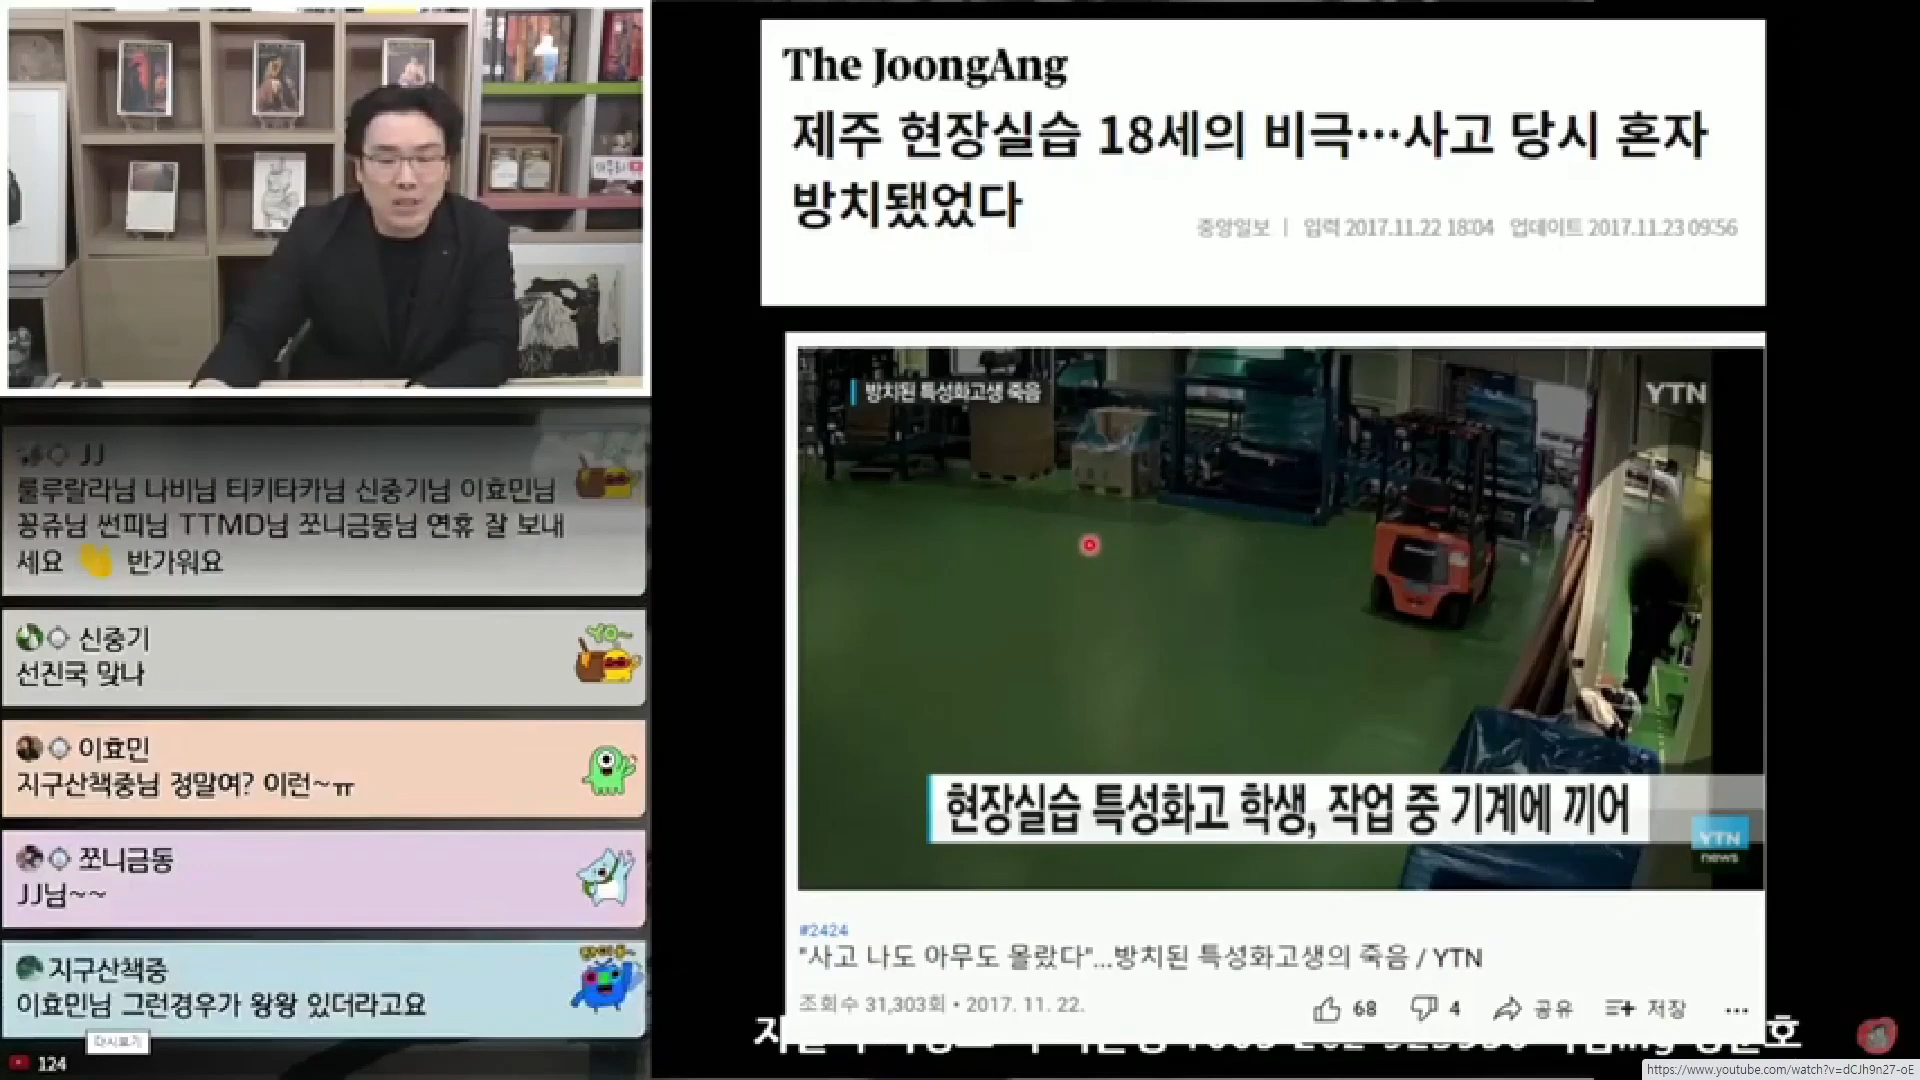 The JoongAng
제주 현장실습 18세의 비극…사고 당시 혼자
방치됐었다
중앙일보 | 입력 2017.11.22 18:04 업데이트 2017.11.23 09:56
방치된 특성화고생 죽음
YTN
현장실습 특성화고 학생, 작업 중 기계에 끼어
YTN
news
#2424
"사고 나도 아무도 몰랐다"...방치된 특성화고생의 죽음 / YTN
조회수 31,303회 • 2017. 11. 22.
68
4
공유
저장
JJ
룰루랄라님 나비님 티키타카님 신중기님 이효민님
꽁쥬님 썬피님 TTMD님 쪼니금동님 연휴 잘 보내
세요 👏 반가워요
신중기
선진국 맞나
YO~
이효민
지구산책중님 정말여? 이런~ㅠ
쪼니금동
JJ님~~
지구산책중
이효민님 그런경우가 왕왕 있더라고요
다시보기
124
https://www.youtube.com/watch?v=dCJh9n27-oE